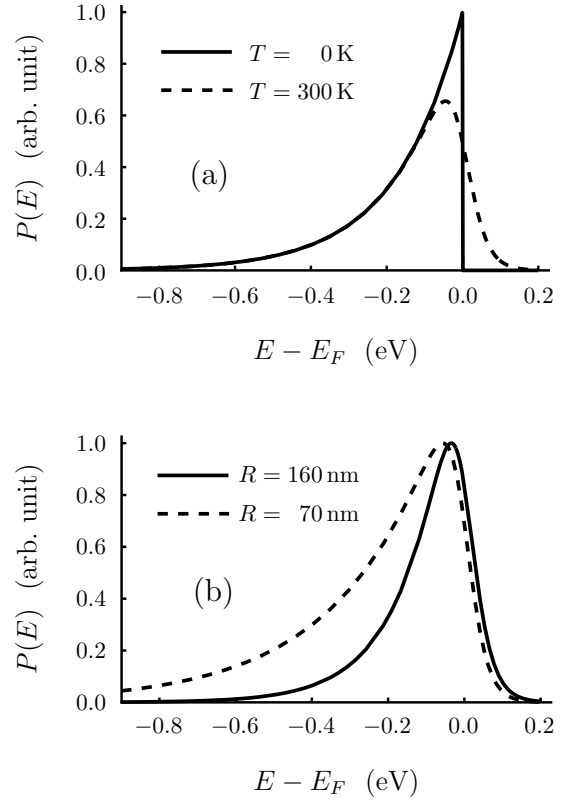 1.0
T = 0 K
0.8
T = 300 K
0.6
P(E) (arb. unit)
(a)
0.4
0.2
0.0
−0.8 −0.6 −0.4 −0.2 0.0 0.2
E − E_F (eV)
1.0
R = 160 nm
0.8
R = 70 nm
0.6
P(E) (arb. unit)
(b)
0.4
0.2
0.0
−0.8 −0.6 −0.4 −0.2 0.0 0.2
E − E_F (eV)